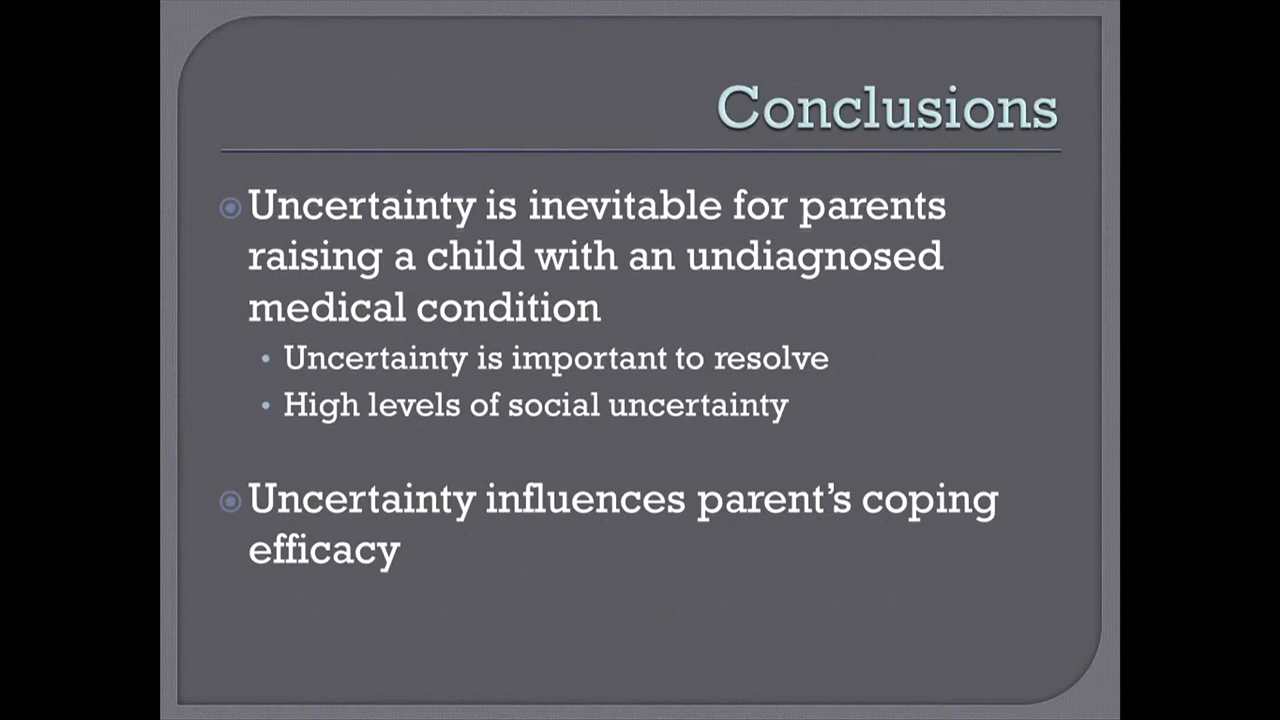 Conclusions
Uncertainty is inevitable for parents
raising a child with an undiagnosed
medical condition
Uncertainty is important to resolve
High levels of social uncertainty
Uncertainty influences parent’s coping
efficacy